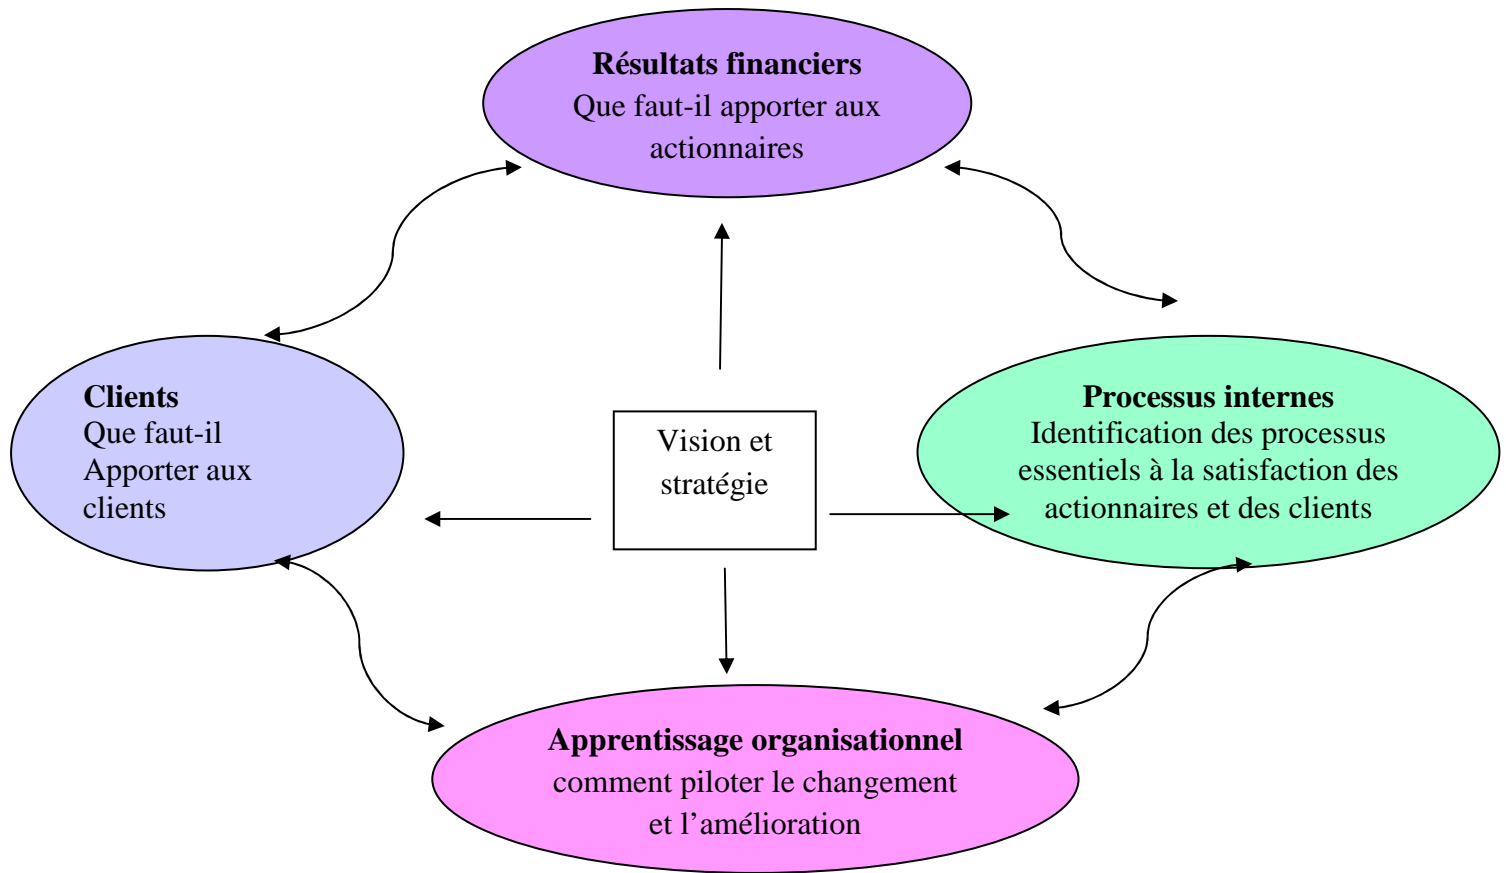 Résultats financiers
Que faut-il apporter aux
actionnaires
Clients
Que faut-il
Apporter aux
clients
Vision et
stratégie
Processus internes
Identification des processus
essentiels à la satisfaction des
actionnaires et des clients
Apprentissage organisationnel
comment piloter le changement
et l’amélioration